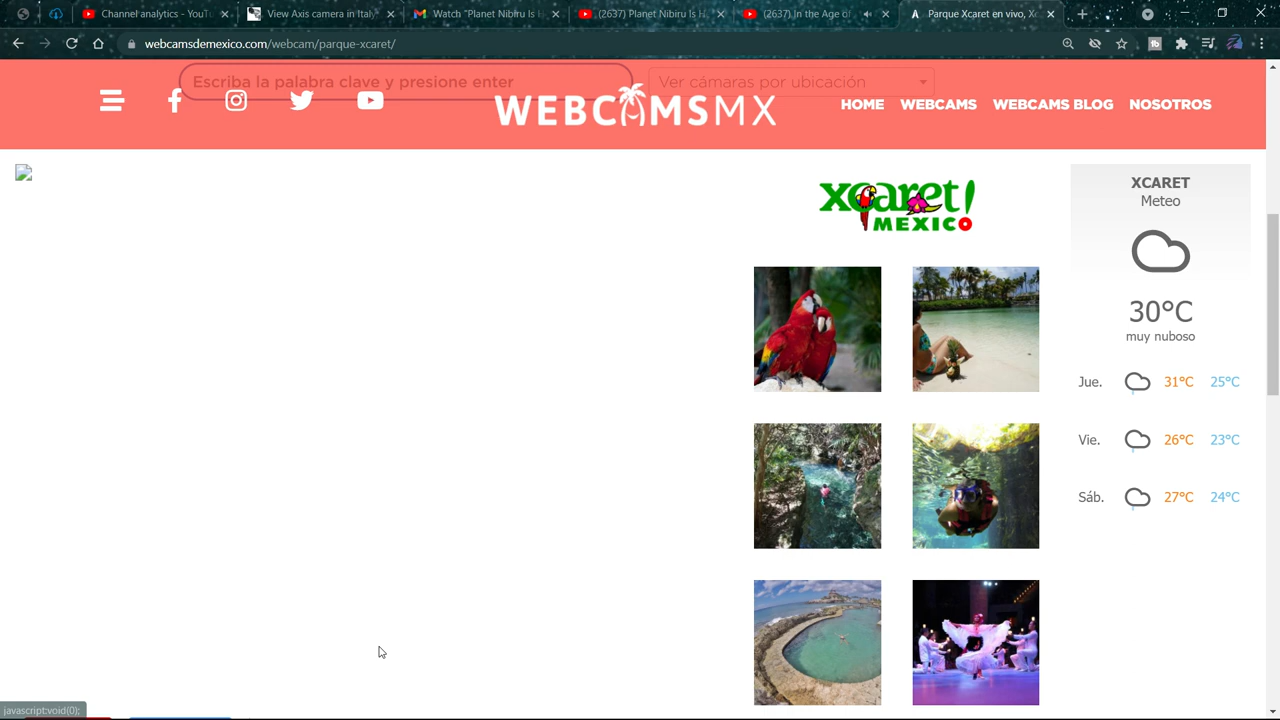 Channel analytics - YouT
View Axis camera in Italy,
Watch "Planet Nibiru Is H
(2637) Planet Nibiru Is H
(2637) In the Age of
Parque Xcaret en vivo, Xc
webcamsdemexico.com/webcam/parque-xcaret/
Escriba la palabra clave y presione enter
Ver cámaras por ubicación
WEBCAMSMX
HOME WEBCAMS WEBCAMS BLOG NOSOTROS
xcaret!
MEXICO
XCARET
Meteo
30°C
muy nuboso
Jue. 31°C 25°C
Vie. 26°C 23°C
Sáb. 27°C 24°C
javascript:void(0);